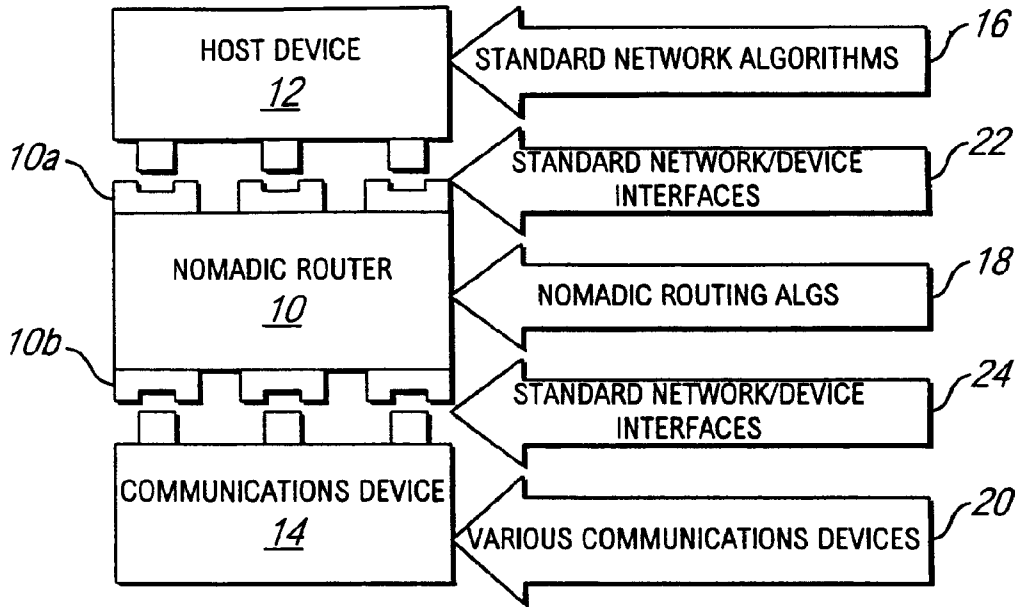 HOST DEVICE
12
STANDARD NETWORK ALGORITHMS
16
10a
STANDARD NETWORK/DEVICE
INTERFACES
22
NOMADIC ROUTER
10
NOMADIC ROUTING ALGS
18
10b
STANDARD NETWORK/DEVICE
INTERFACES
24
COMMUNICATIONS DEVICE
14
VARIOUS COMMUNICATIONS DEVICES
20